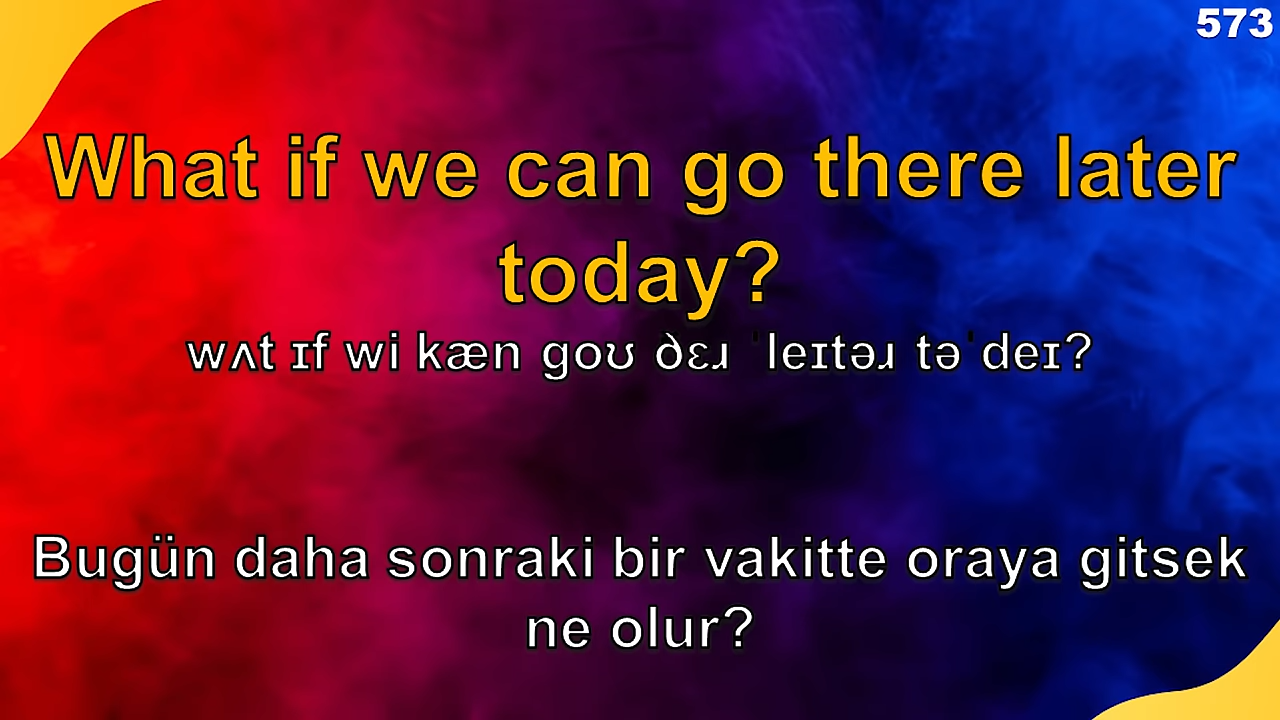 573
What if we can go there later
today?
wʌt ɪf wi kæn goʊ ðɛɹ ˈleɪtəɹ təˈdeɪ?
Bugün daha sonraki bir vakitte oraya gitsek
ne olur?